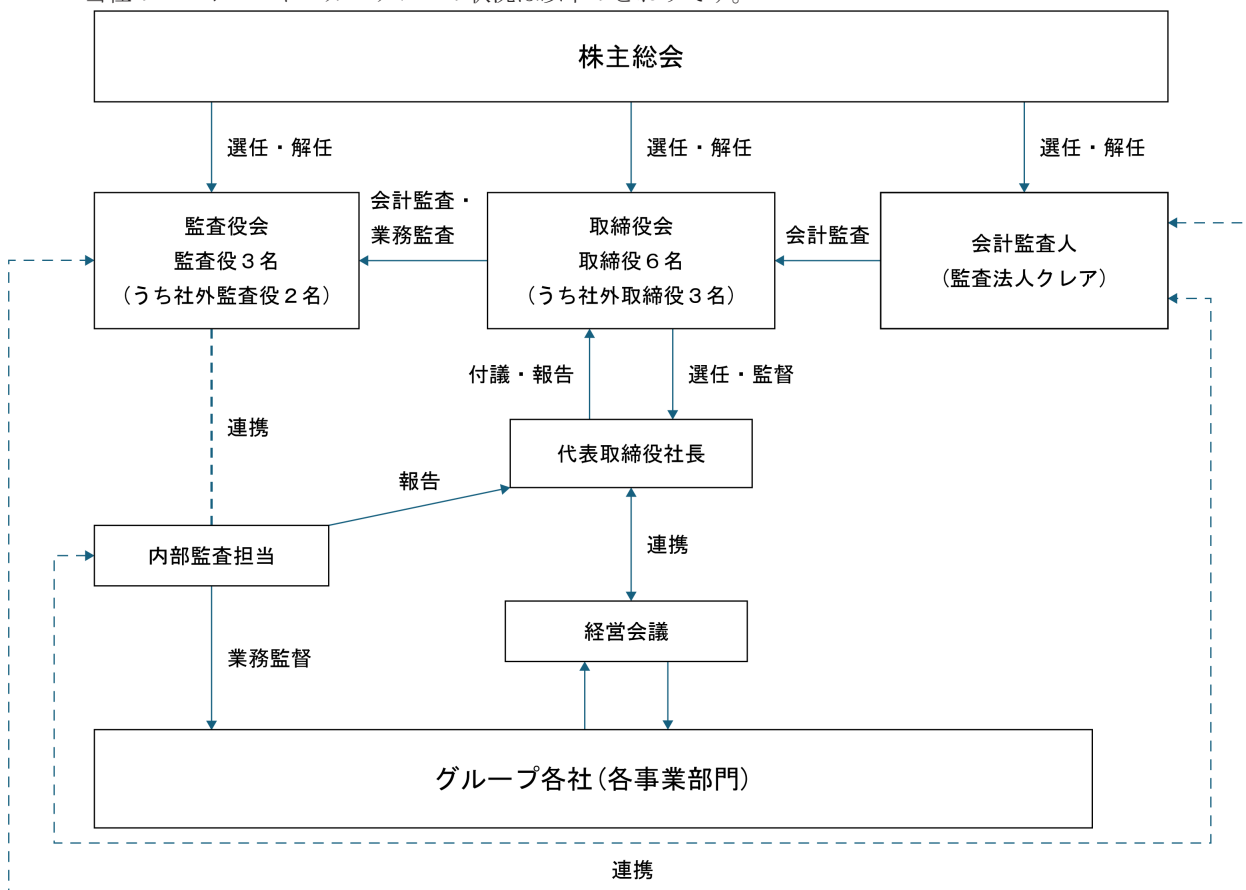 株主総会
選任・解任
選任・解任
選任・解任
監査役会
監査役3名
(うち社外監査役2名)
会計監査・
業務監査
取締役会
取締役6名
(うち社外取締役3名)
会計監査
会計監査人
(監査法人クレア)
付議・報告
選任・監督
連携
代表取締役社長
報告
連携
内部監査担当
経営会議
業務監督
グループ各社(各事業部門)
連携